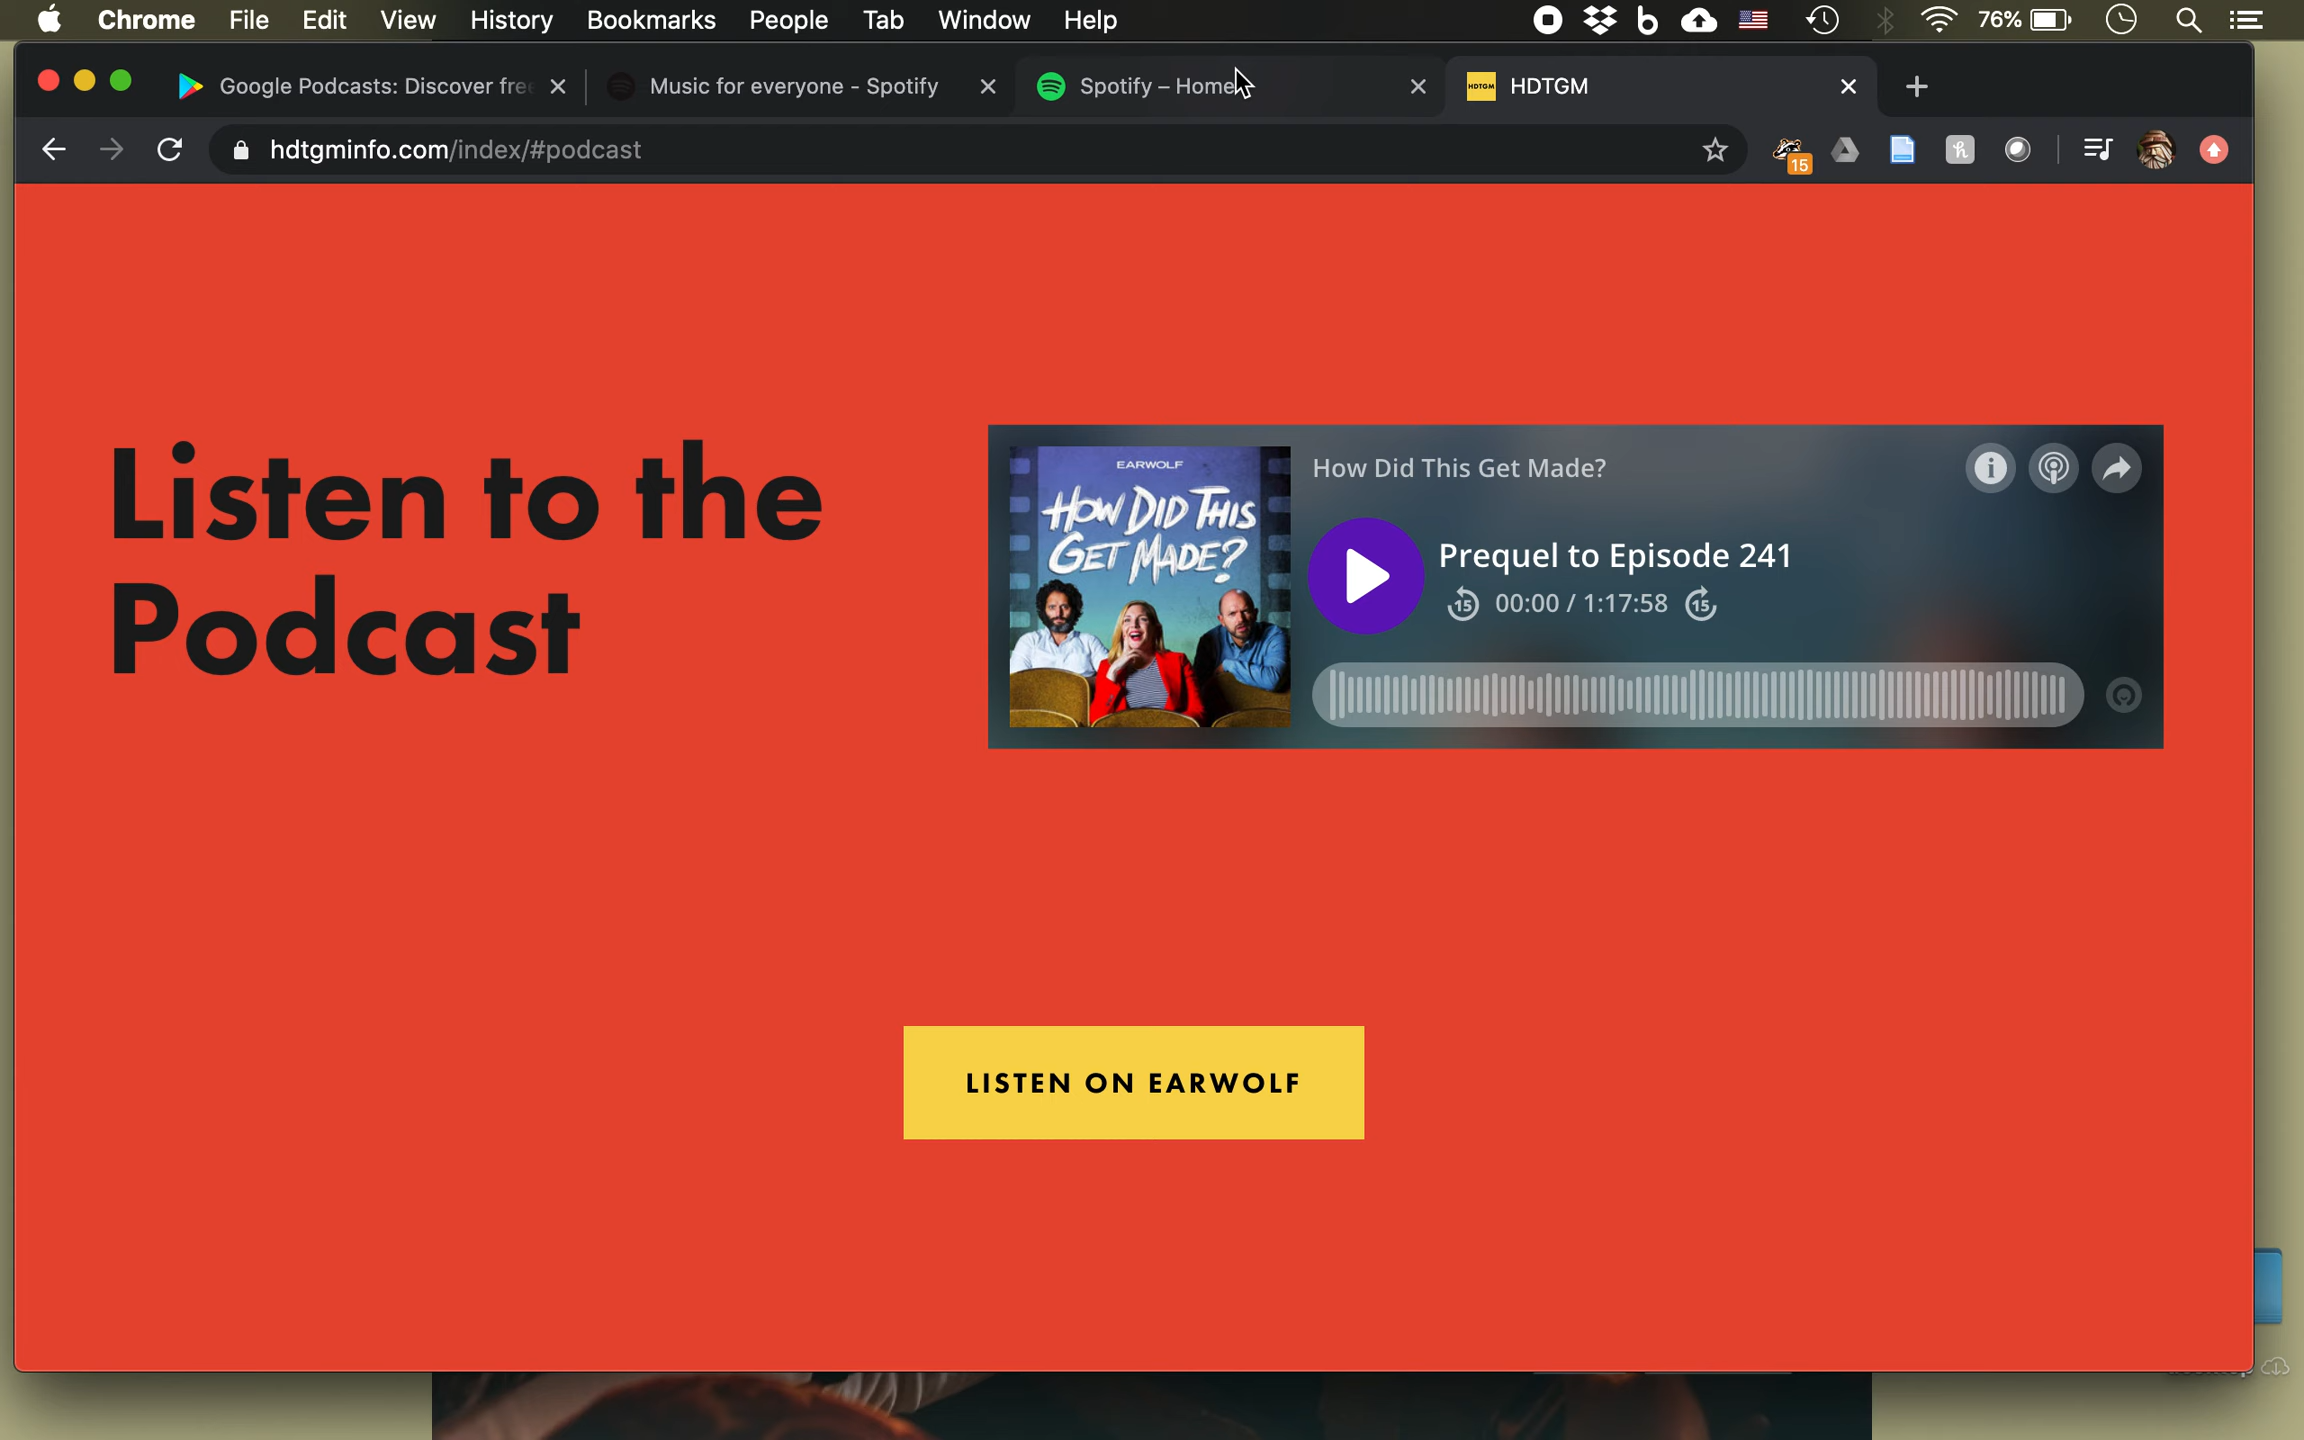 Chrome File Edit View History Bookmarks People Tab Window Help 76%
Google Podcasts: Discover free
Music for everyone - Spotify
Spotify – Home
HDTGM
HDTGM
hdtgminfo.com/index/#podcast
15
Listen to the
Podcast
EARWOLF
HOW DID THIS
GET MADE?
How Did This Get Made?
Prequel to Episode 241
15 00:00 / 1:17:58 15
LISTEN ON EARWOLF